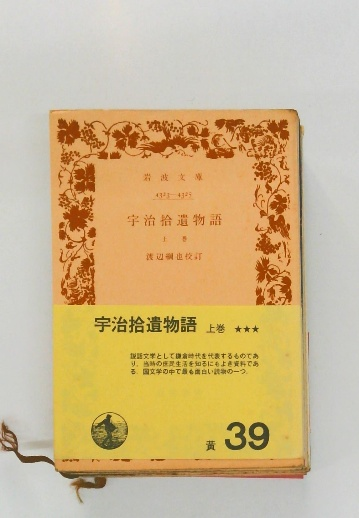 岩波文庫
4323—4325
宇治拾遺物語
上巻
渡辺綱也校訂
宇治拾遺物語 上巻 ★★★
説話文学として鎌倉時代を代表するものであ
り、当時の庶民生活を知るにもよき資料であ
る。国文学の中で最も面白い読物の一つ。
黄 39